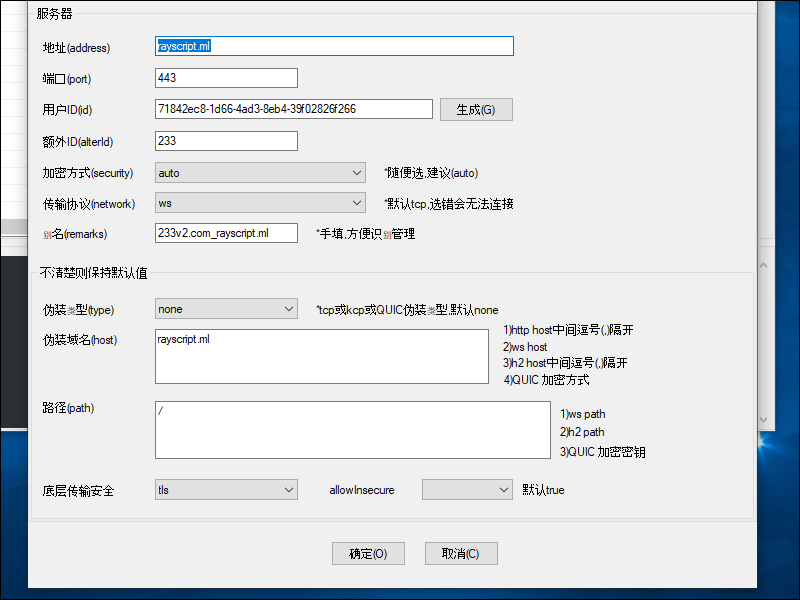 服务器
地址(address) rayscript.ml
端口(port) 443
用户ID(id) 71842ec8-1d66-4ad3-8eb4-39f02826f266 生成(G)
额外ID(alterId) 233
加密方式(security) auto *随便选,建议(auto)
传输协议(network) ws *默认tcp,选错会无法连接
别名(remarks) 233v2.com_rayscript.ml *手填,方便识别管理
不清楚则保持默认值
伪装类型(type) none *tcp或kcp或QUIC伪装类型,默认none
伪装域名(host) rayscript.ml
1)http host中间逗号(,)隔开
2)ws host
3)h2 host中间逗号(,)隔开
4)QUIC 加密方式
路径(path) /
1)ws path
2)h2 path
3)QUIC 加密密钥
底层传输安全 tls allowInsecure 默认true
确定(O) 取消(C)